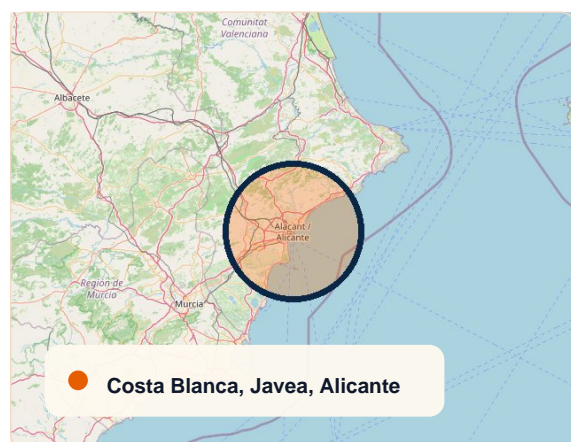 Comunitat
Valenciana
Albacete
Alacant /
Alicante
Región de
Murcia
Murcia
Costa Blanca, Javea, Alicante